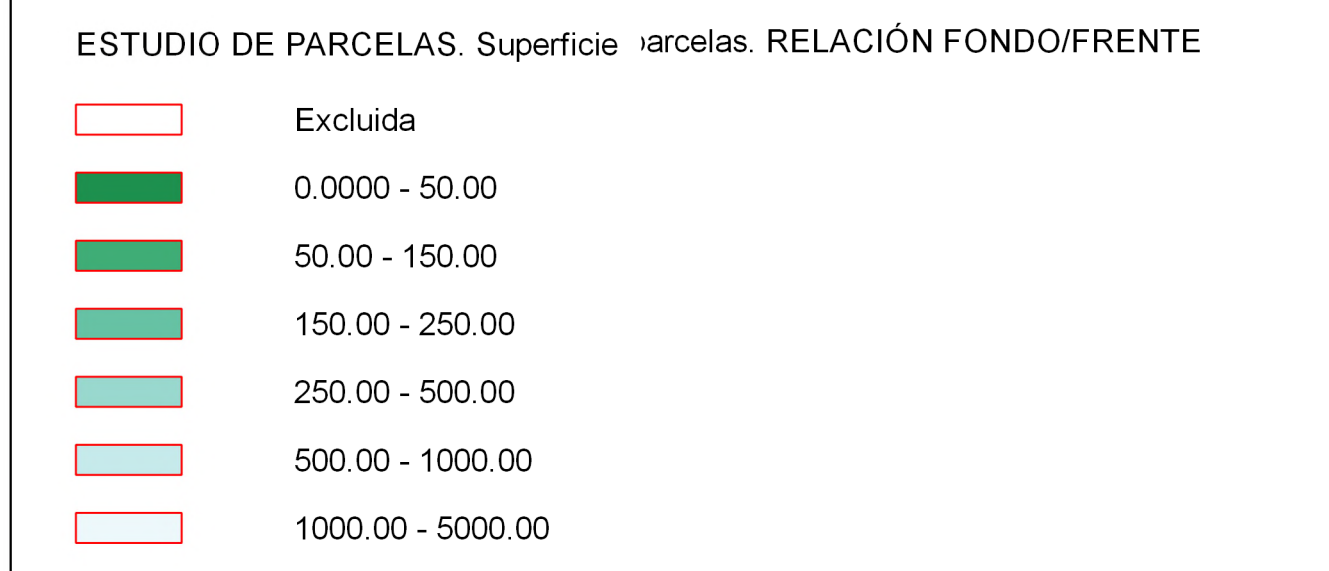 ESTUDIO DE PARCELAS. Superficie arcelas. RELACIÓN FONDO/FRENTE
Excluida
0.0000 - 50.00
50.00 - 150.00
150.00 - 250.00
250.00 - 500.00
500.00 - 1000.00
1000.00 - 5000.00